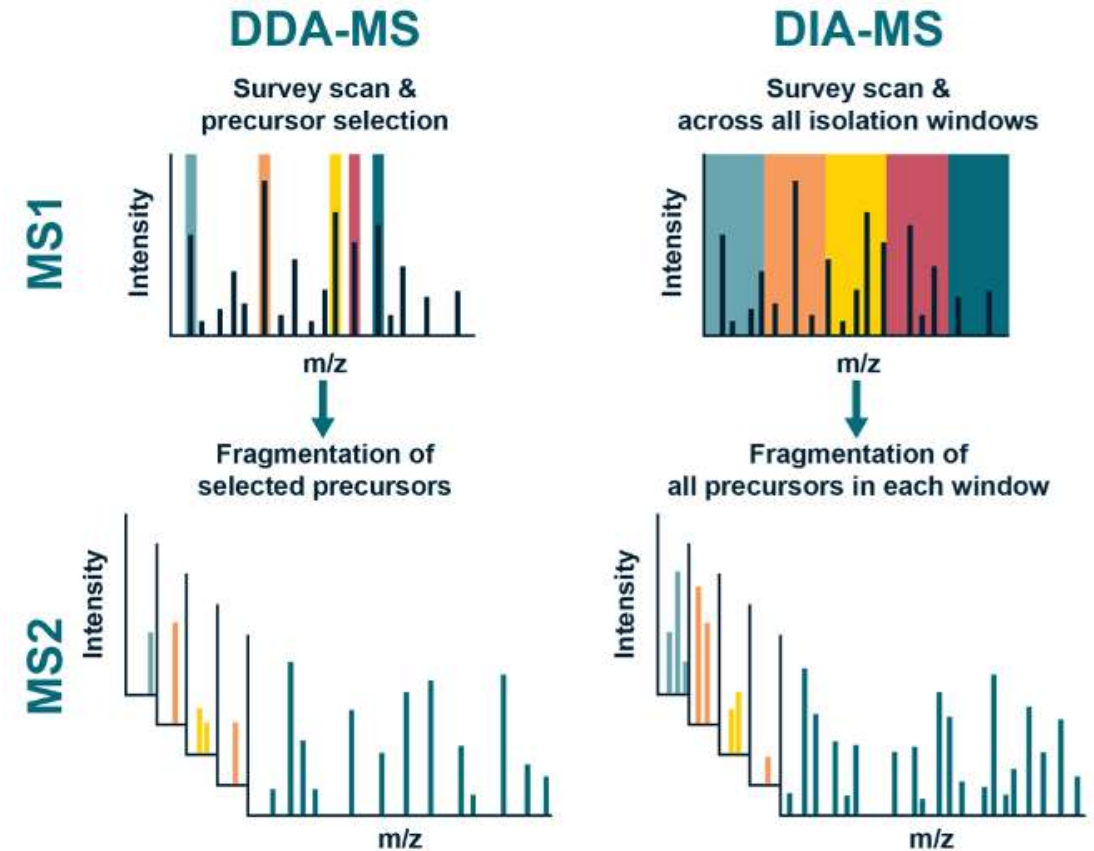 DDA-MS
DIA-MS
Survey scan &
precursor selection
Survey scan &
across all isolation windows
MS1
Intensity
m/z
Intensity
m/z
Fragmentation of
selected precursors
Fragmentation of
all precursors in each window
MS2
Intensity
m/z
Intensity
m/z